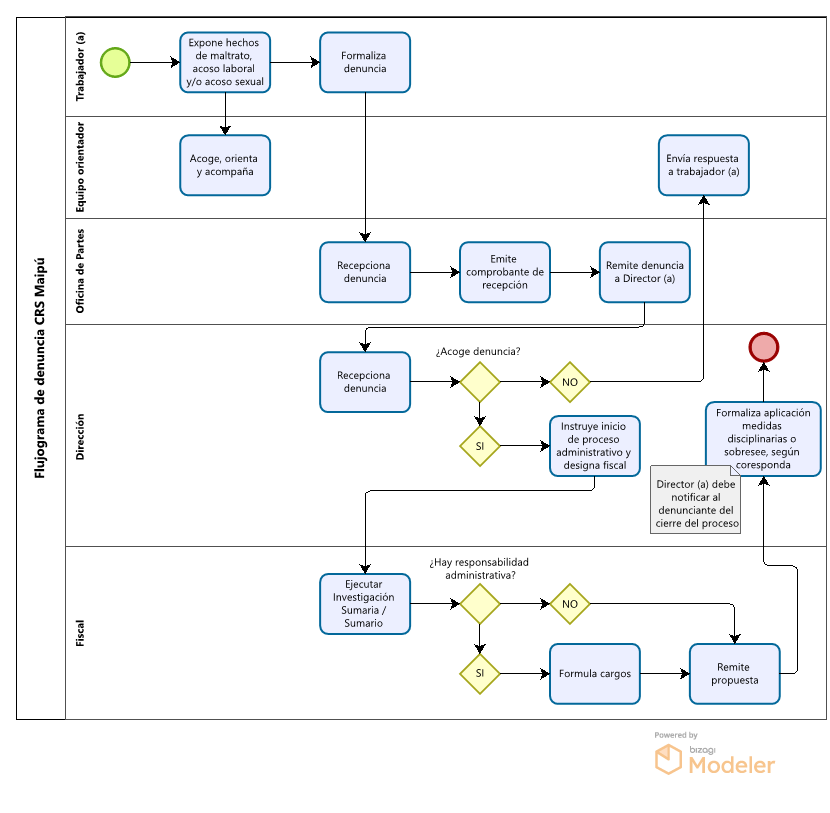 Flujograma de denuncia CRS Maipú
Trabajador (a)
Expone hechos
de maltrato,
acoso laboral
y/o acoso sexual
Formaliza
denuncia
Equipo orientador
Acoge, orienta
y acompaña
Envía respuesta
a trabajador (a)
Oficina de Partes
Recepciona
denuncia
Emite
comprobante de
recepción
Remite denuncia
a Director (a)
Dirección
Recepciona
denuncia
¿Acoge denuncia?
NO
SI
Instruye inicio
de proceso
administrativo y
designa fiscal
Formaliza aplicación
medidas
disciplinarias o
sobresee, según
coresponda
Director (a) debe
notificar al
denunciante del
cierre del proceso
Fiscal
Ejecutar
Investigación
Sumaria /
Sumario
¿Hay responsabilidad
administrativa?
NO
SI
Formula cargos
Remite
propuesta
Powered by
bizagi
Modeler